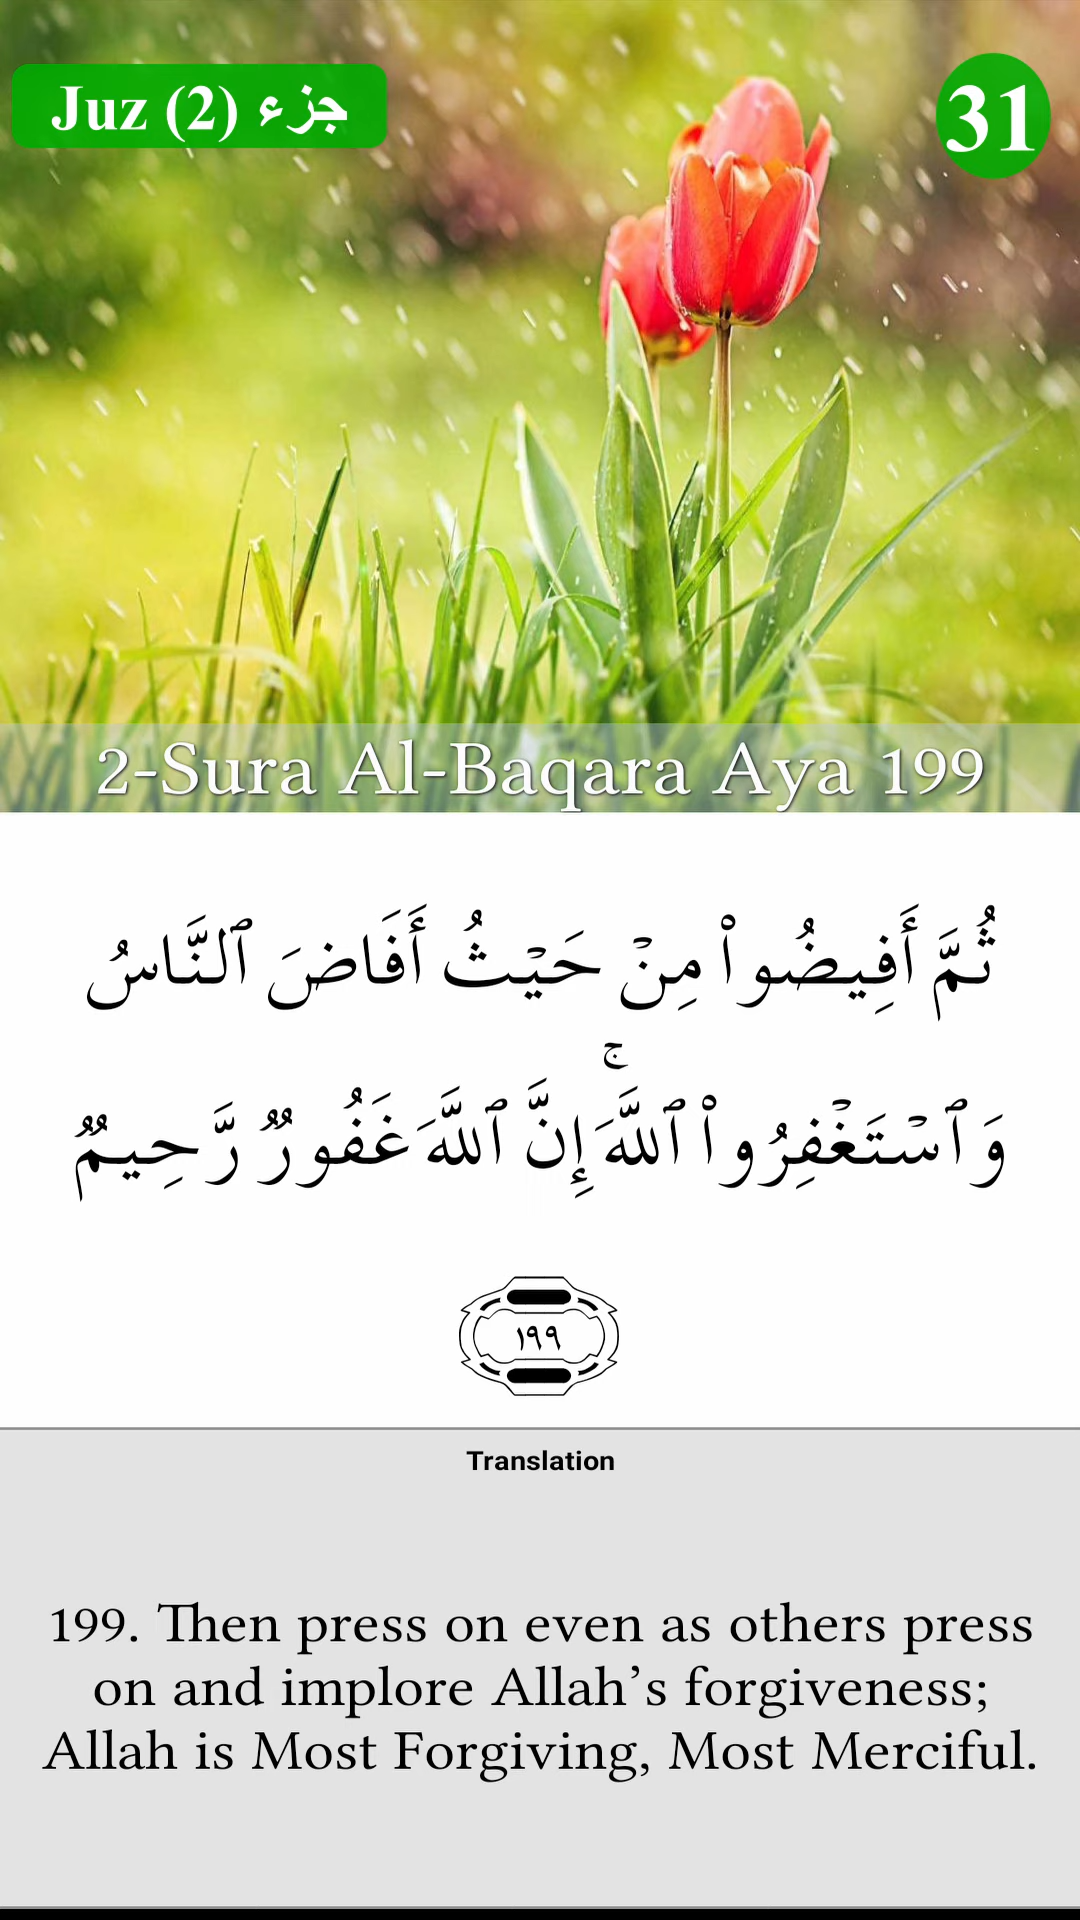 Juz (2) جزء
31
2-Sura Al-Baqara Aya 199
ثُمَّ أَفِيضُوا۟ مِنْ حَيْثُ أَفَاضَ ٱلنَّاسُ
وَٱسْتَغْفِرُوا۟ ٱللَّهَ ۚ إِنَّ ٱللَّهَ غَفُورٌ رَّحِيمٌ
١٩٩
Translation
199. Then press on even as others press
on and implore Allah’s forgiveness;
Allah is Most Forgiving, Most Merciful.